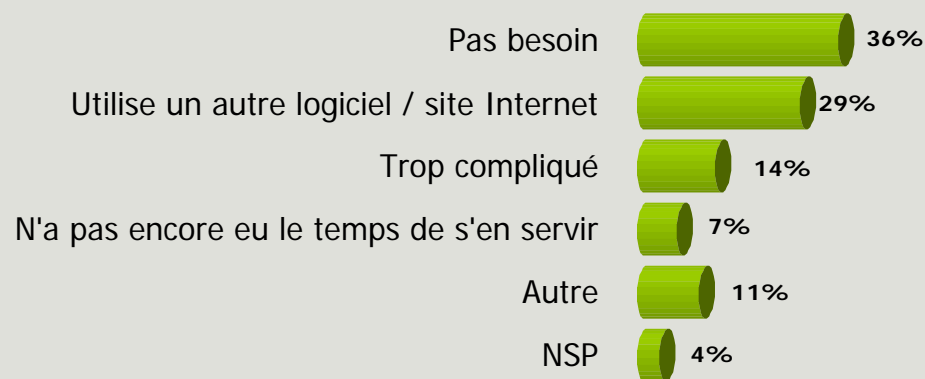 Pas besoin 36%
Utilise un autre logiciel / site Internet 29%
Trop compliqué 14%
N'a pas encore eu le temps de s'en servir 7%
Autre 11%
NSP 4%